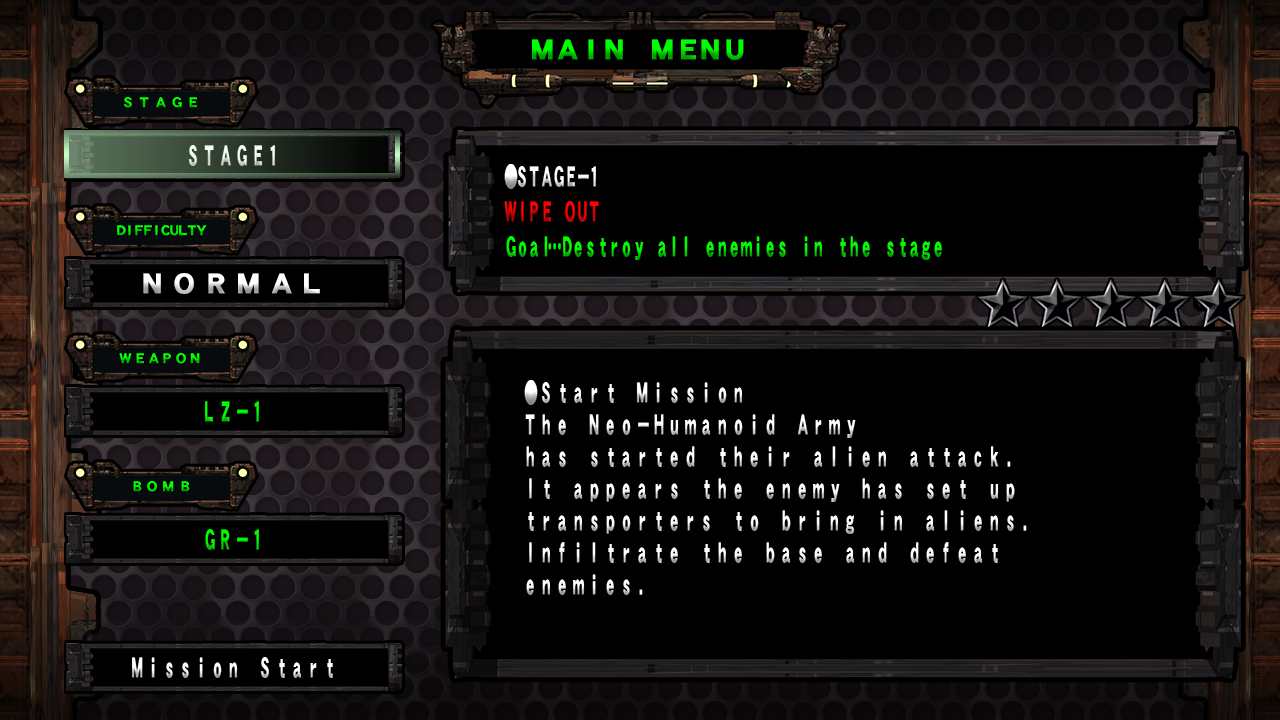 MAIN MENU
STAGE
STAGE1
DIFFICULTY
NORMAL
WEAPON
LZ-1
BOMB
GR-1
Mission Start
●STAGE-1
WIPE OUT
Goal…Destroy all enemies in the stage
●Start Mission
The Neo-Humanoid Army
has started their alien attack.
It appears the enemy has set up
transporters to bring in aliens.
Infiltrate the base and defeat
enemies.